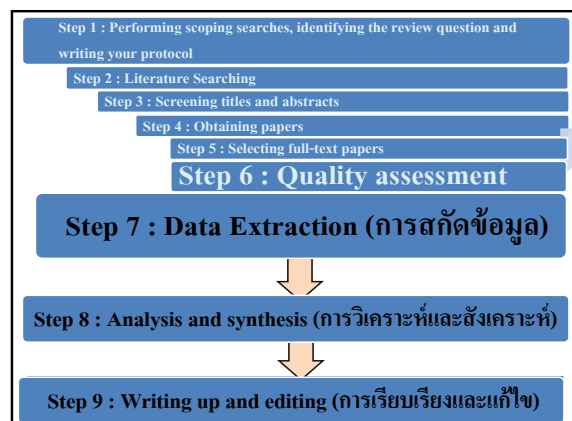 Step 1 : Performing scoping searches, identifying the review question and
writing your protocol
Step 2 : Literature Searching
Step 3 : Screening titles and abstracts
Step 4 : Obtaining papers
Step 5 : Selecting full-text papers
Step 6 : Quality assessment
Step 7 : Data Extraction (การสกัดข้อมูล)
Step 8 : Analysis and synthesis (การวิเคราะห์และสังเคราะห์)
Step 9 : Writing up and editing (การเรียบเรียงและแก้ไข)